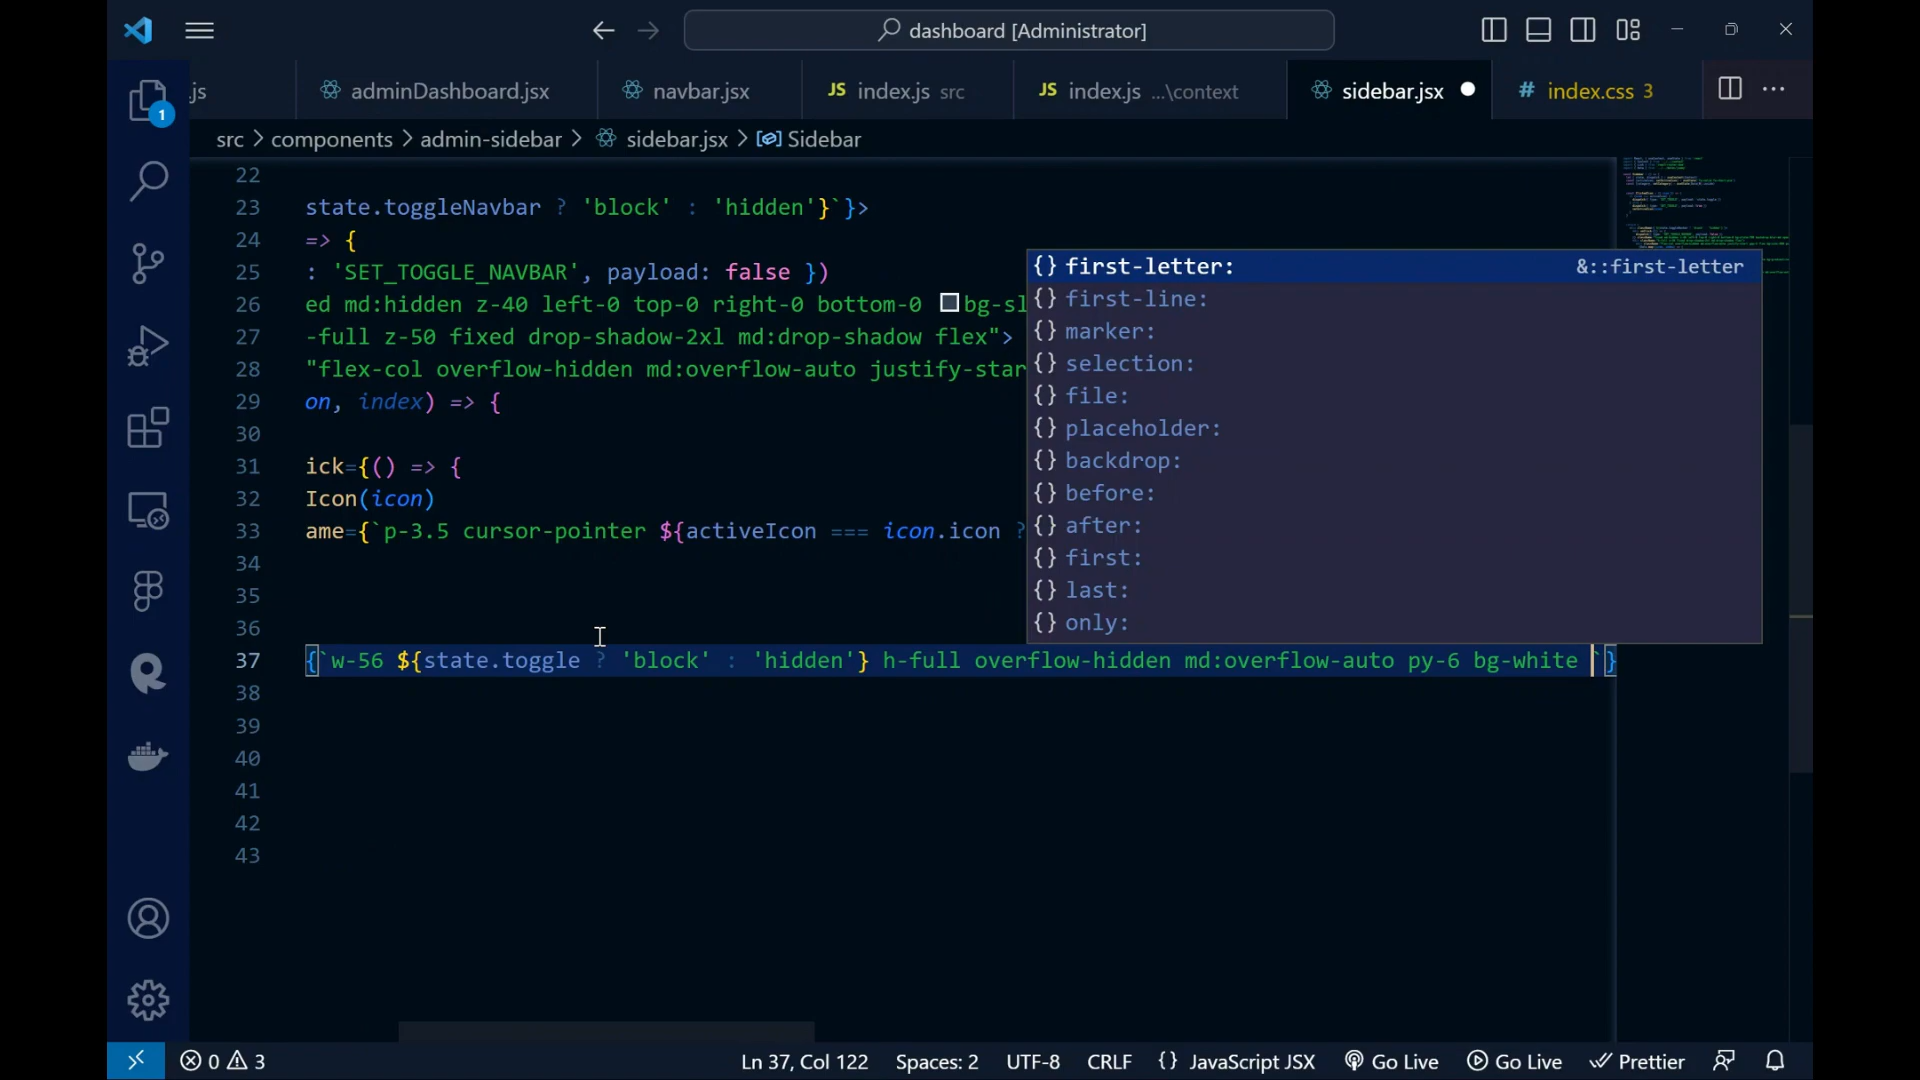 dashboard [Administrator]
.js
adminDashboard.jsx
navbar.jsx
JS index.js src
JS index.js ...\context
sidebar.jsx
# index.css 3
1
src > components > admin-sidebar > sidebar.jsx > Sidebar
22
23 state.toggleNavbar ? 'block' : 'hidden'}`}>
24 => {
25 : 'SET_TOGGLE_NAVBAR', payload: false })
26 ed md:hidden z-40 left-0 top-0 right-0 bottom-0 bg-sl
27 -full z-50 fixed drop-shadow-2xl md:drop-shadow flex">
28 "flex-col overflow-hidden md:overflow-auto justify-star
29 on, index) => {
30
31 ick={() => {
32 Icon(icon)
33 ame={`p-3.5 cursor-pointer ${activeIcon === icon.icon ?
34
35
36
37 {`w-56 ${state.toggle ? 'block' : 'hidden'} h-full overflow-hidden md:overflow-auto py-6 bg-white `}
38
39
40
41
42
43
{} first-letter: &::first-letter
{} first-line:
{} marker:
{} selection:
{} file:
{} placeholder:
{} backdrop:
{} before:
{} after:
{} first:
{} last:
{} only:
0 3
Ln 37, Col 122
Spaces: 2
UTF-8
CRLF
{} JavaScript JSX
Go Live
Go Live
Prettier